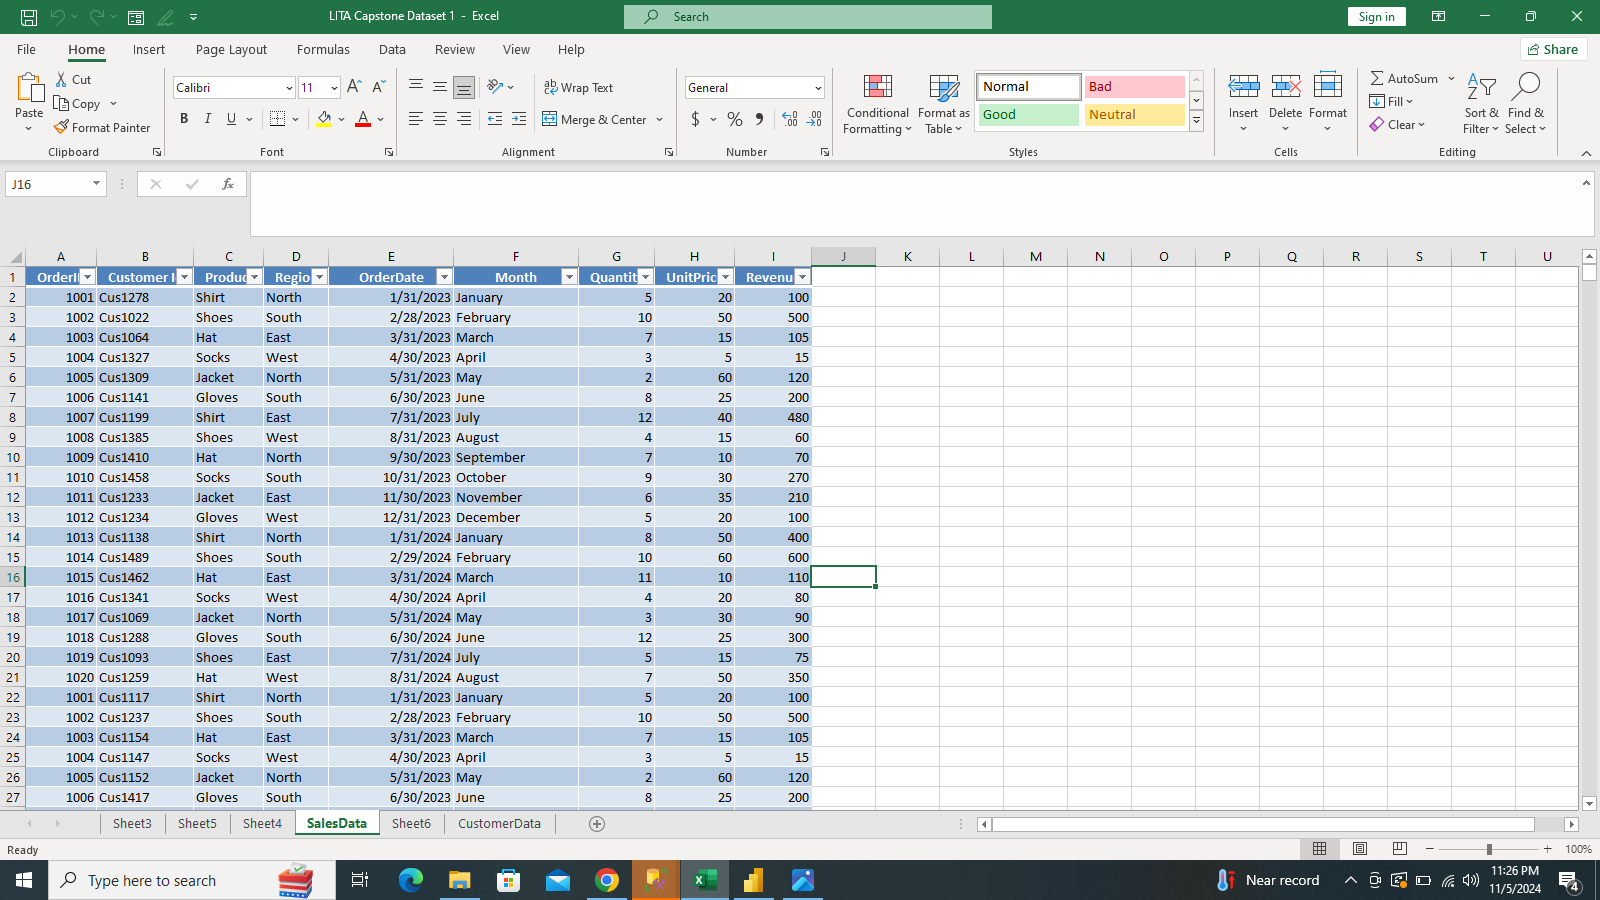 LITA Capstone Dataset 1 - Excel
Search
Sign in
File Home Insert Page Layout Formulas Data Review View Help
Share
Paste
Cut
Copy
Format Painter
Clipboard
Calibri 11
B I U
Font
Wrap Text
Merge & Center
Alignment
General
$ % 9
Number
Conditional Formatting
Format as Table
Normal Bad
Good Neutral
Styles
Insert Delete Format
Cells
AutoSum
Fill
Clear
Sort & Filter
Find & Select
Editing
J16
fx
A B C D E F G H I J K L M N O P Q R S T U
1 OrderI Customer I Produc Regio OrderDate Month Quantit UnitPric Revenu
2 1001 Cus1278 Shirt North 1/31/2023 January 5 20 100
3 1002 Cus1022 Shoes South 2/28/2023 February 10 50 500
4 1003 Cus1064 Hat East 3/31/2023 March 7 15 105
5 1004 Cus1327 Socks West 4/30/2023 April 3 5 15
6 1005 Cus1309 Jacket North 5/31/2023 May 2 60 120
7 1006 Cus1141 Gloves South 6/30/2023 June 8 25 200
8 1007 Cus1199 Shirt East 7/31/2023 July 12 40 480
9 1008 Cus1385 Shoes West 8/31/2023 August 4 15 60
10 1009 Cus1410 Hat North 9/30/2023 September 7 10 70
11 1010 Cus1458 Socks South 10/31/2023 October 9 30 270
12 1011 Cus1233 Jacket East 11/30/2023 November 6 35 210
13 1012 Cus1234 Gloves West 12/31/2023 December 5 20 100
14 1013 Cus1138 Shirt North 1/31/2024 January 8 50 400
15 1014 Cus1489 Shoes South 2/29/2024 February 10 60 600
16 1015 Cus1462 Hat East 3/31/2024 March 11 10 110
17 1016 Cus1341 Socks West 4/30/2024 April 4 20 80
18 1017 Cus1069 Jacket North 5/31/2024 May 3 30 90
19 1018 Cus1288 Gloves South 6/30/2024 June 12 25 300
20 1019 Cus1093 Shoes East 7/31/2024 July 5 15 75
21 1020 Cus1259 Hat West 8/31/2024 August 7 50 350
22 1001 Cus1117 Shirt North 1/31/2023 January 5 20 100
23 1002 Cus1237 Shoes South 2/28/2023 February 10 50 500
24 1003 Cus1154 Hat East 3/31/2023 March 7 15 105
25 1004 Cus1147 Socks West 4/30/2023 April 3 5 15
26 1005 Cus1152 Jacket North 5/31/2023 May 2 60 120
27 1006 Cus1417 Gloves South 6/30/2023 June 8 25 200
Sheet3 Sheet5 Sheet4 SalesData Sheet6 CustomerData
Ready
100%
Type here to search
Near record
11:26 PM
11/5/2024
4